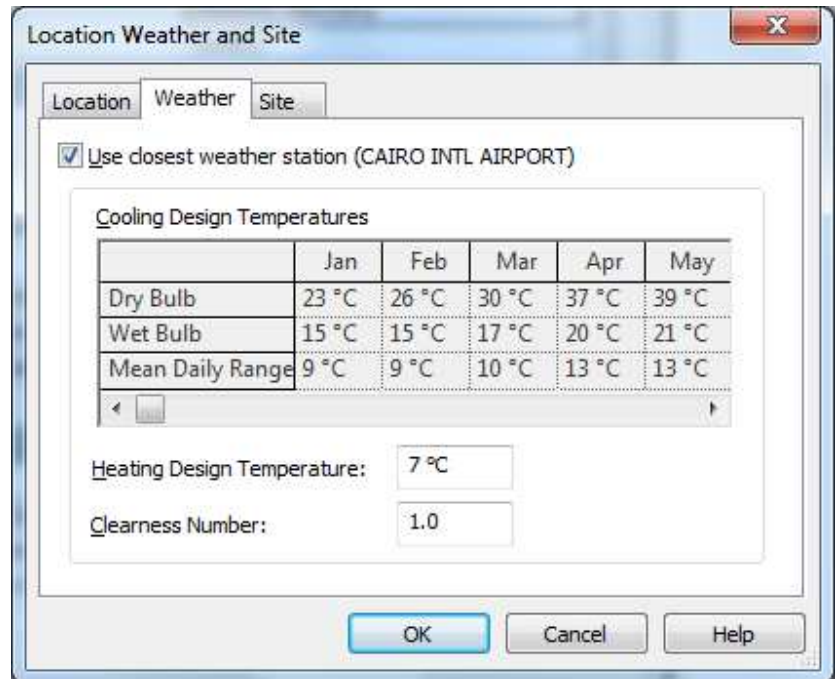 Location Weather and Site
Location Weather Site
Use closest weather station (CAIRO INTL AIRPORT)
Cooling Design Temperatures
Jan Feb Mar Apr May
Dry Bulb 23 °C 26 °C 30 °C 37 °C 39 °C
Wet Bulb 15 °C 15 °C 17 °C 20 °C 21 °C
Mean Daily Range 9 °C 9 °C 10 °C 13 °C 13 °C
Heating Design Temperature: 7 °C
Clearness Number: 1.0
OK Cancel Help